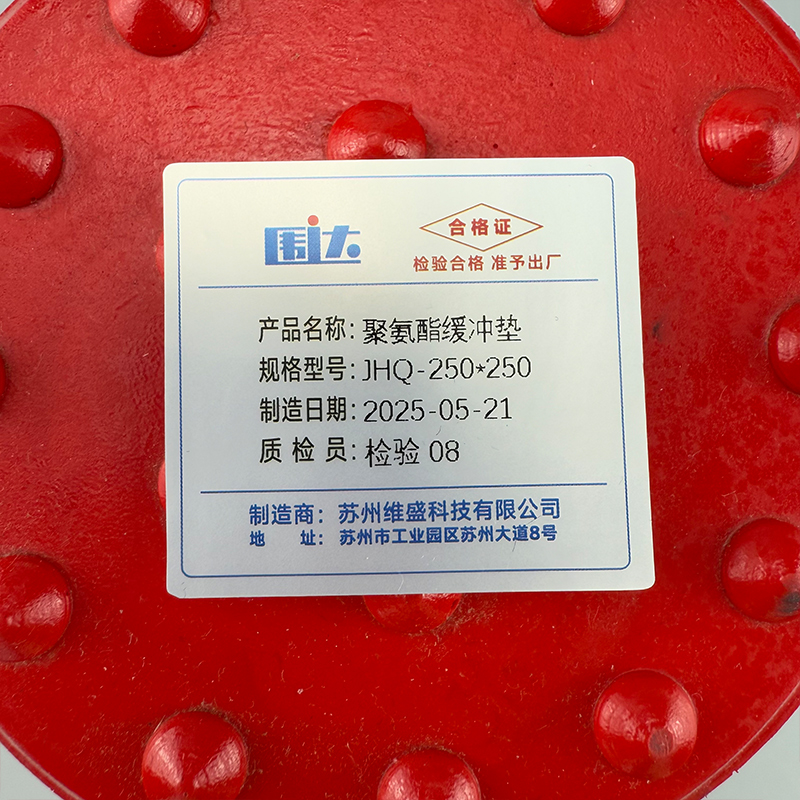 围达
合格证
检验合格 准予出厂
产品名称：聚氨酯缓冲垫
规格型号：JHQ-250*250
制造日期：2025-05-21
质 检 员：检验 08
制造商：苏州维盛科技有限公司
地 址：苏州市工业园区苏州大道8号